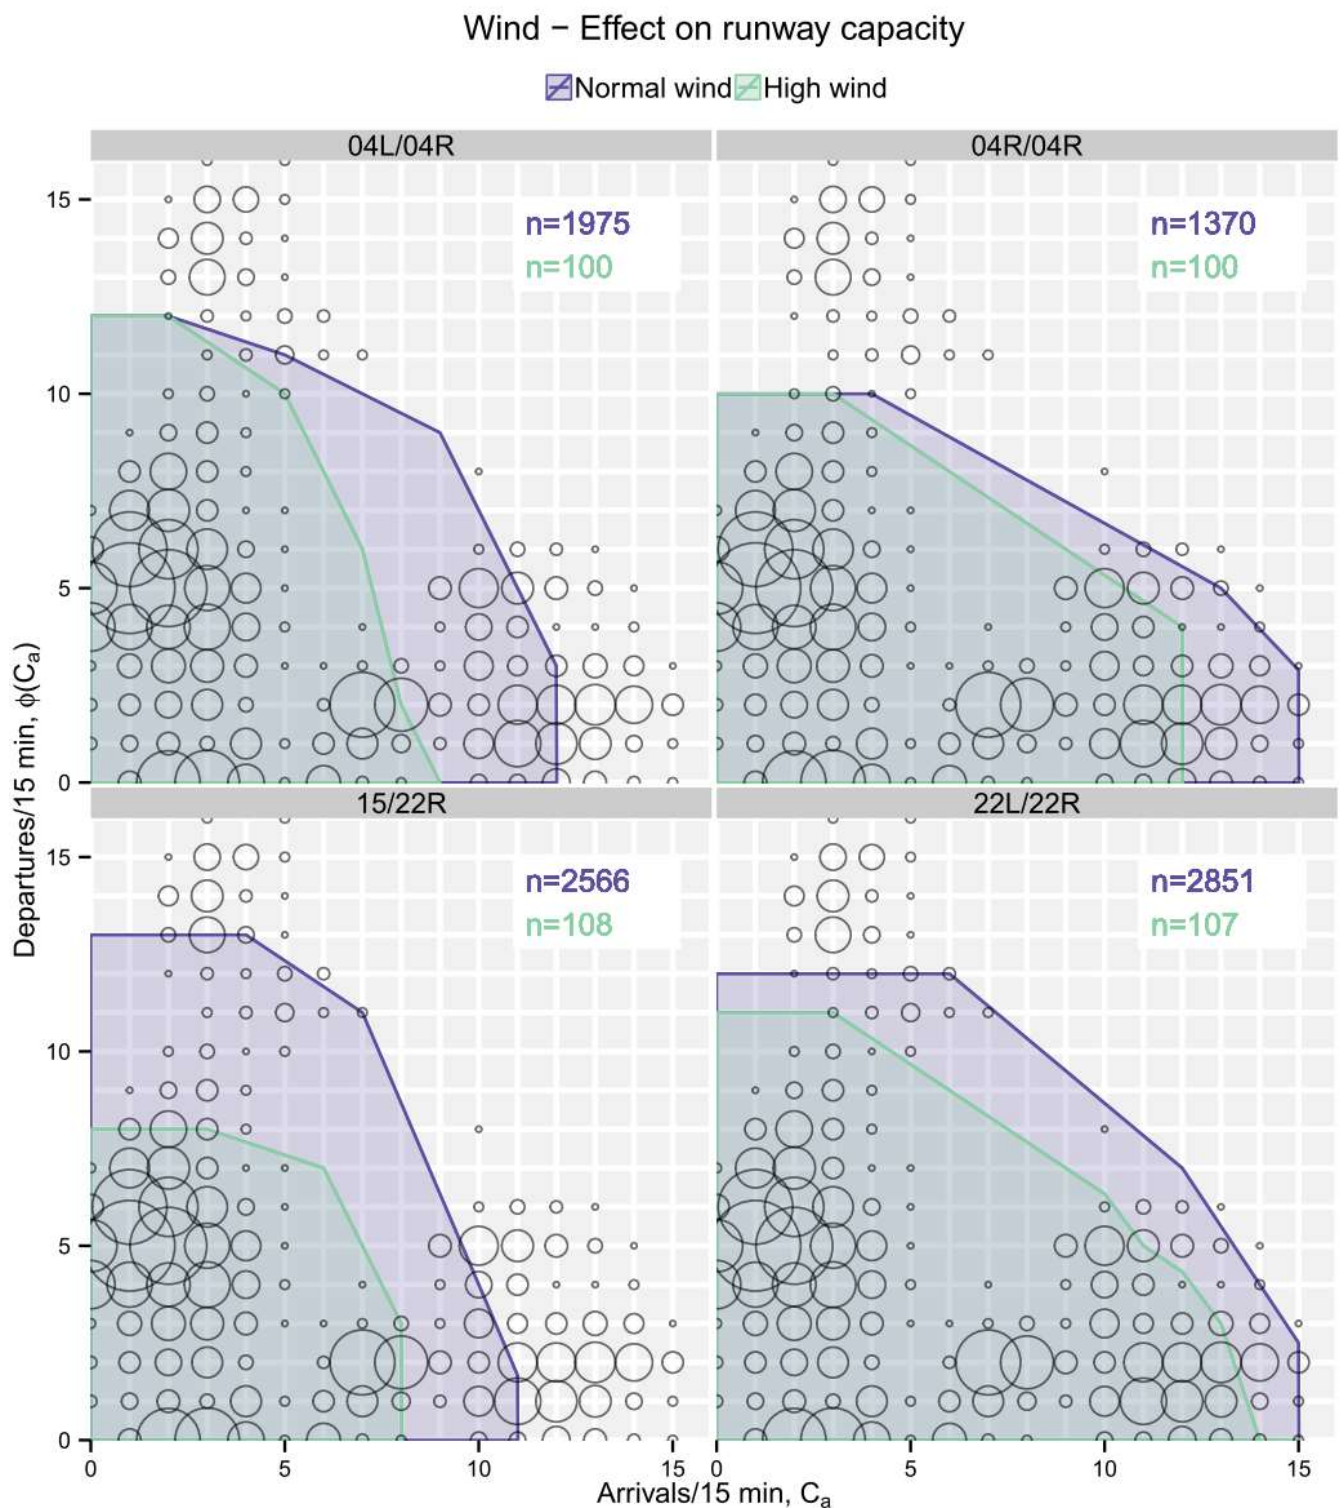 Wind − Effect on runway capacity
Normal wind High wind
04L/04R 04R/04R
15
n=1975 n=1370
n=100 n=100
10
5
0
15/22R 22L/22R
15
n=2566 n=2851
n=108 n=107
10
5
0
0 5 10 15 0 5 10 15
Departures/15 min, ϕ(Cₐ)
Arrivals/15 min, Cₐ